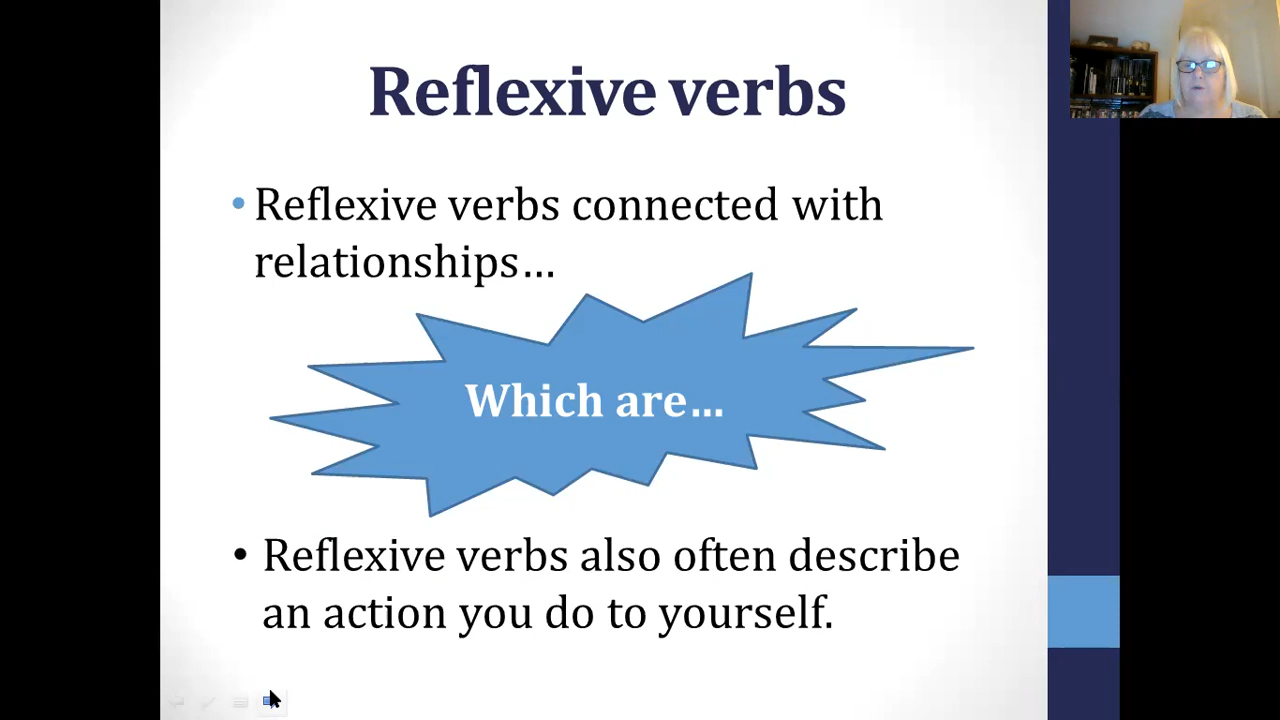 Reflexive verbs
• Reflexive verbs connected with
relationships…
Which are…
• Reflexive verbs also often describe
an action you do to yourself.